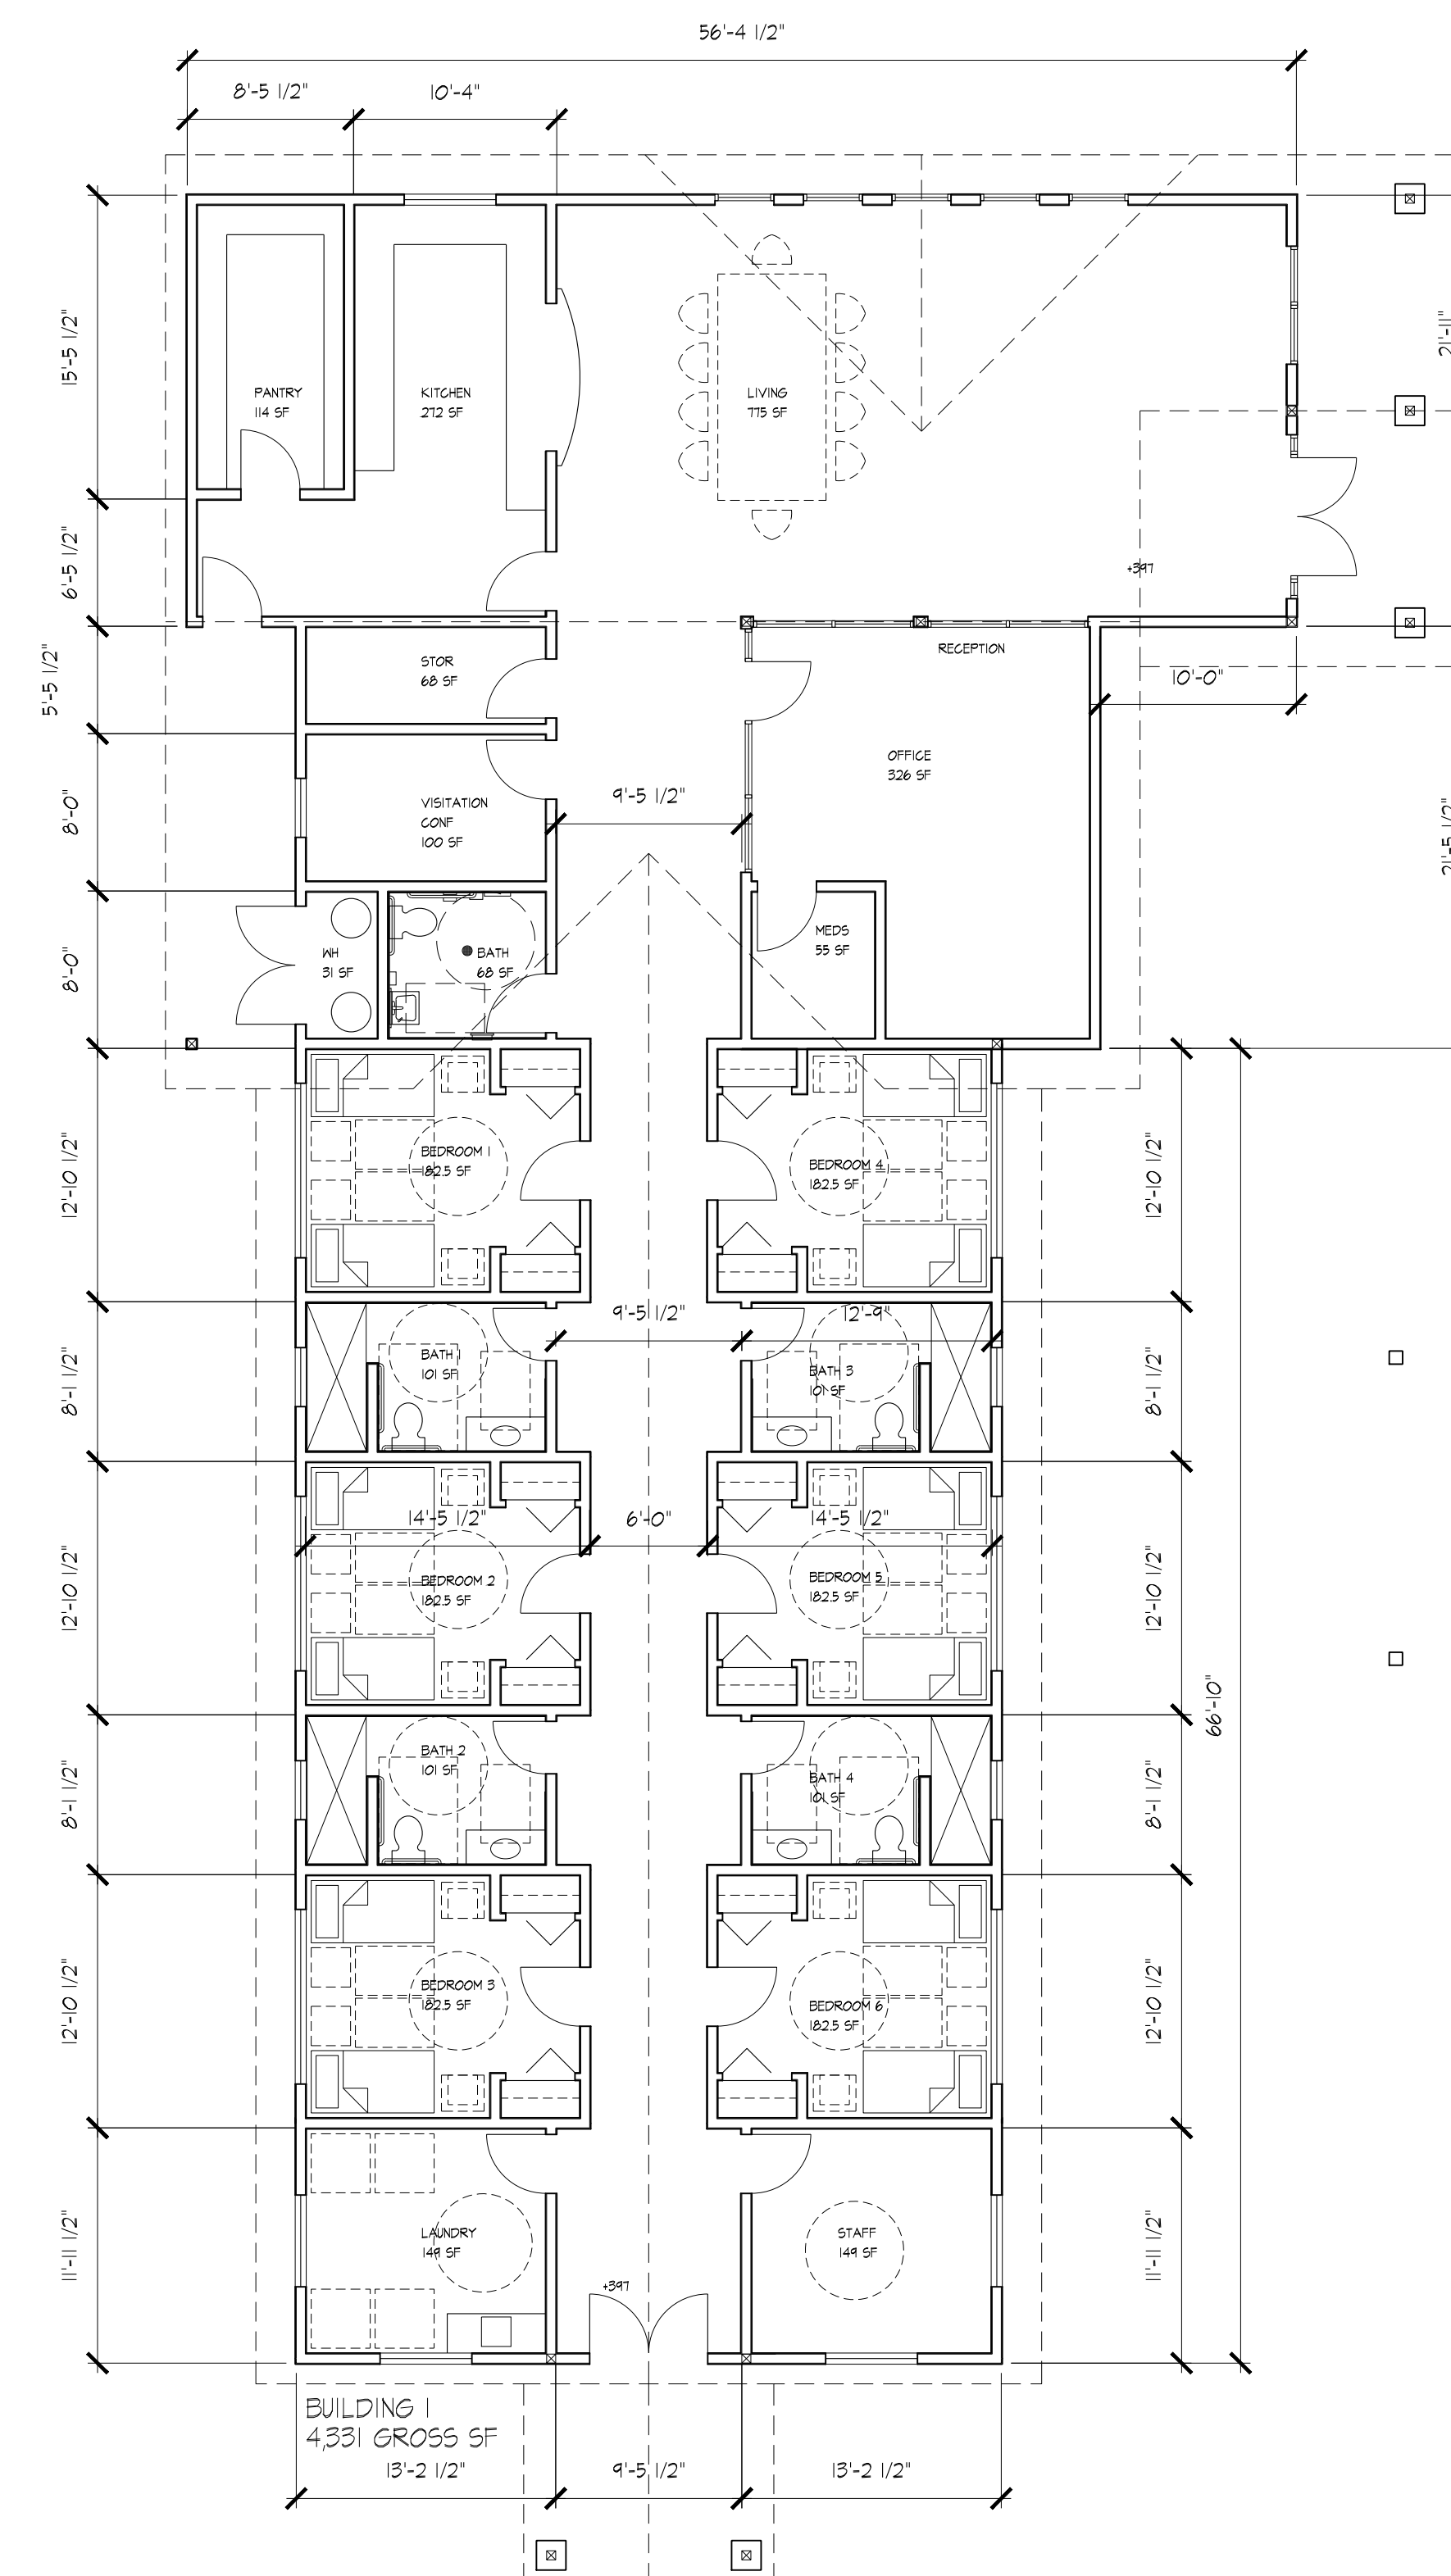 56'-4 1/2"
8'-5 1/2"
10'-4"
15'-5 1/2"
21'-11"
PANTRY
114 SF
KITCHEN
272 SF
LIVING
775 SF
6'-5 1/2"
+397
5'-5 1/2"
STOR
68 SF
RECEPTION
10'-0"
OFFICE
326 SF
8'-0"
VISITATION
CONF
100 SF
9'-5 1/2"
21'-5 1/2"
8'-0"
WH
31 SF
BATH
68 SF
MEDS
55 SF
12'-10 1/2"
BEDROOM 1
182.5 SF
BEDROOM 4
182.5 SF
12'-10 1/2"
9'-5 1/2"
12'-9"
8'-1 1/2"
BATH 1
101 SF
BATH 3
101 SF
8'-1 1/2"
14'-5 1/2"
6'-0"
14'-5 1/2"
12'-10 1/2"
BEDROOM 2
182.5 SF
BEDROOM 5
182.5 SF
12'-10 1/2"
66'-10"
8'-1 1/2"
BATH 2
101 SF
BATH 4
101 SF
8'-1 1/2"
12'-10 1/2"
BEDROOM 3
182.5 SF
BEDROOM 6
182.5 SF
12'-10 1/2"
11'-11 1/2"
LAUNDRY
149 SF
STAFF
149 SF
11'-11 1/2"
+397
BUILDING 1
4,331 GROSS SF
13'-2 1/2"
9'-5 1/2"
13'-2 1/2"